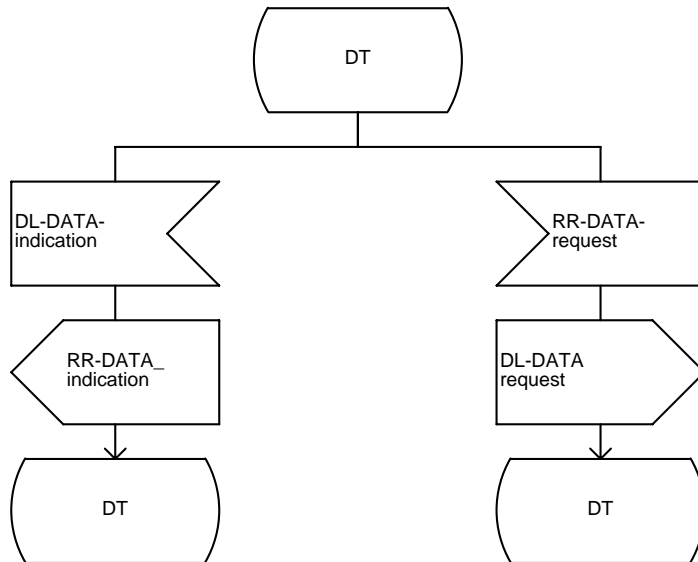 DT
DL-DATA-
indication
RR-DATA-
request
RR-DATA_
indication
DL-DATA
request
DT
DT